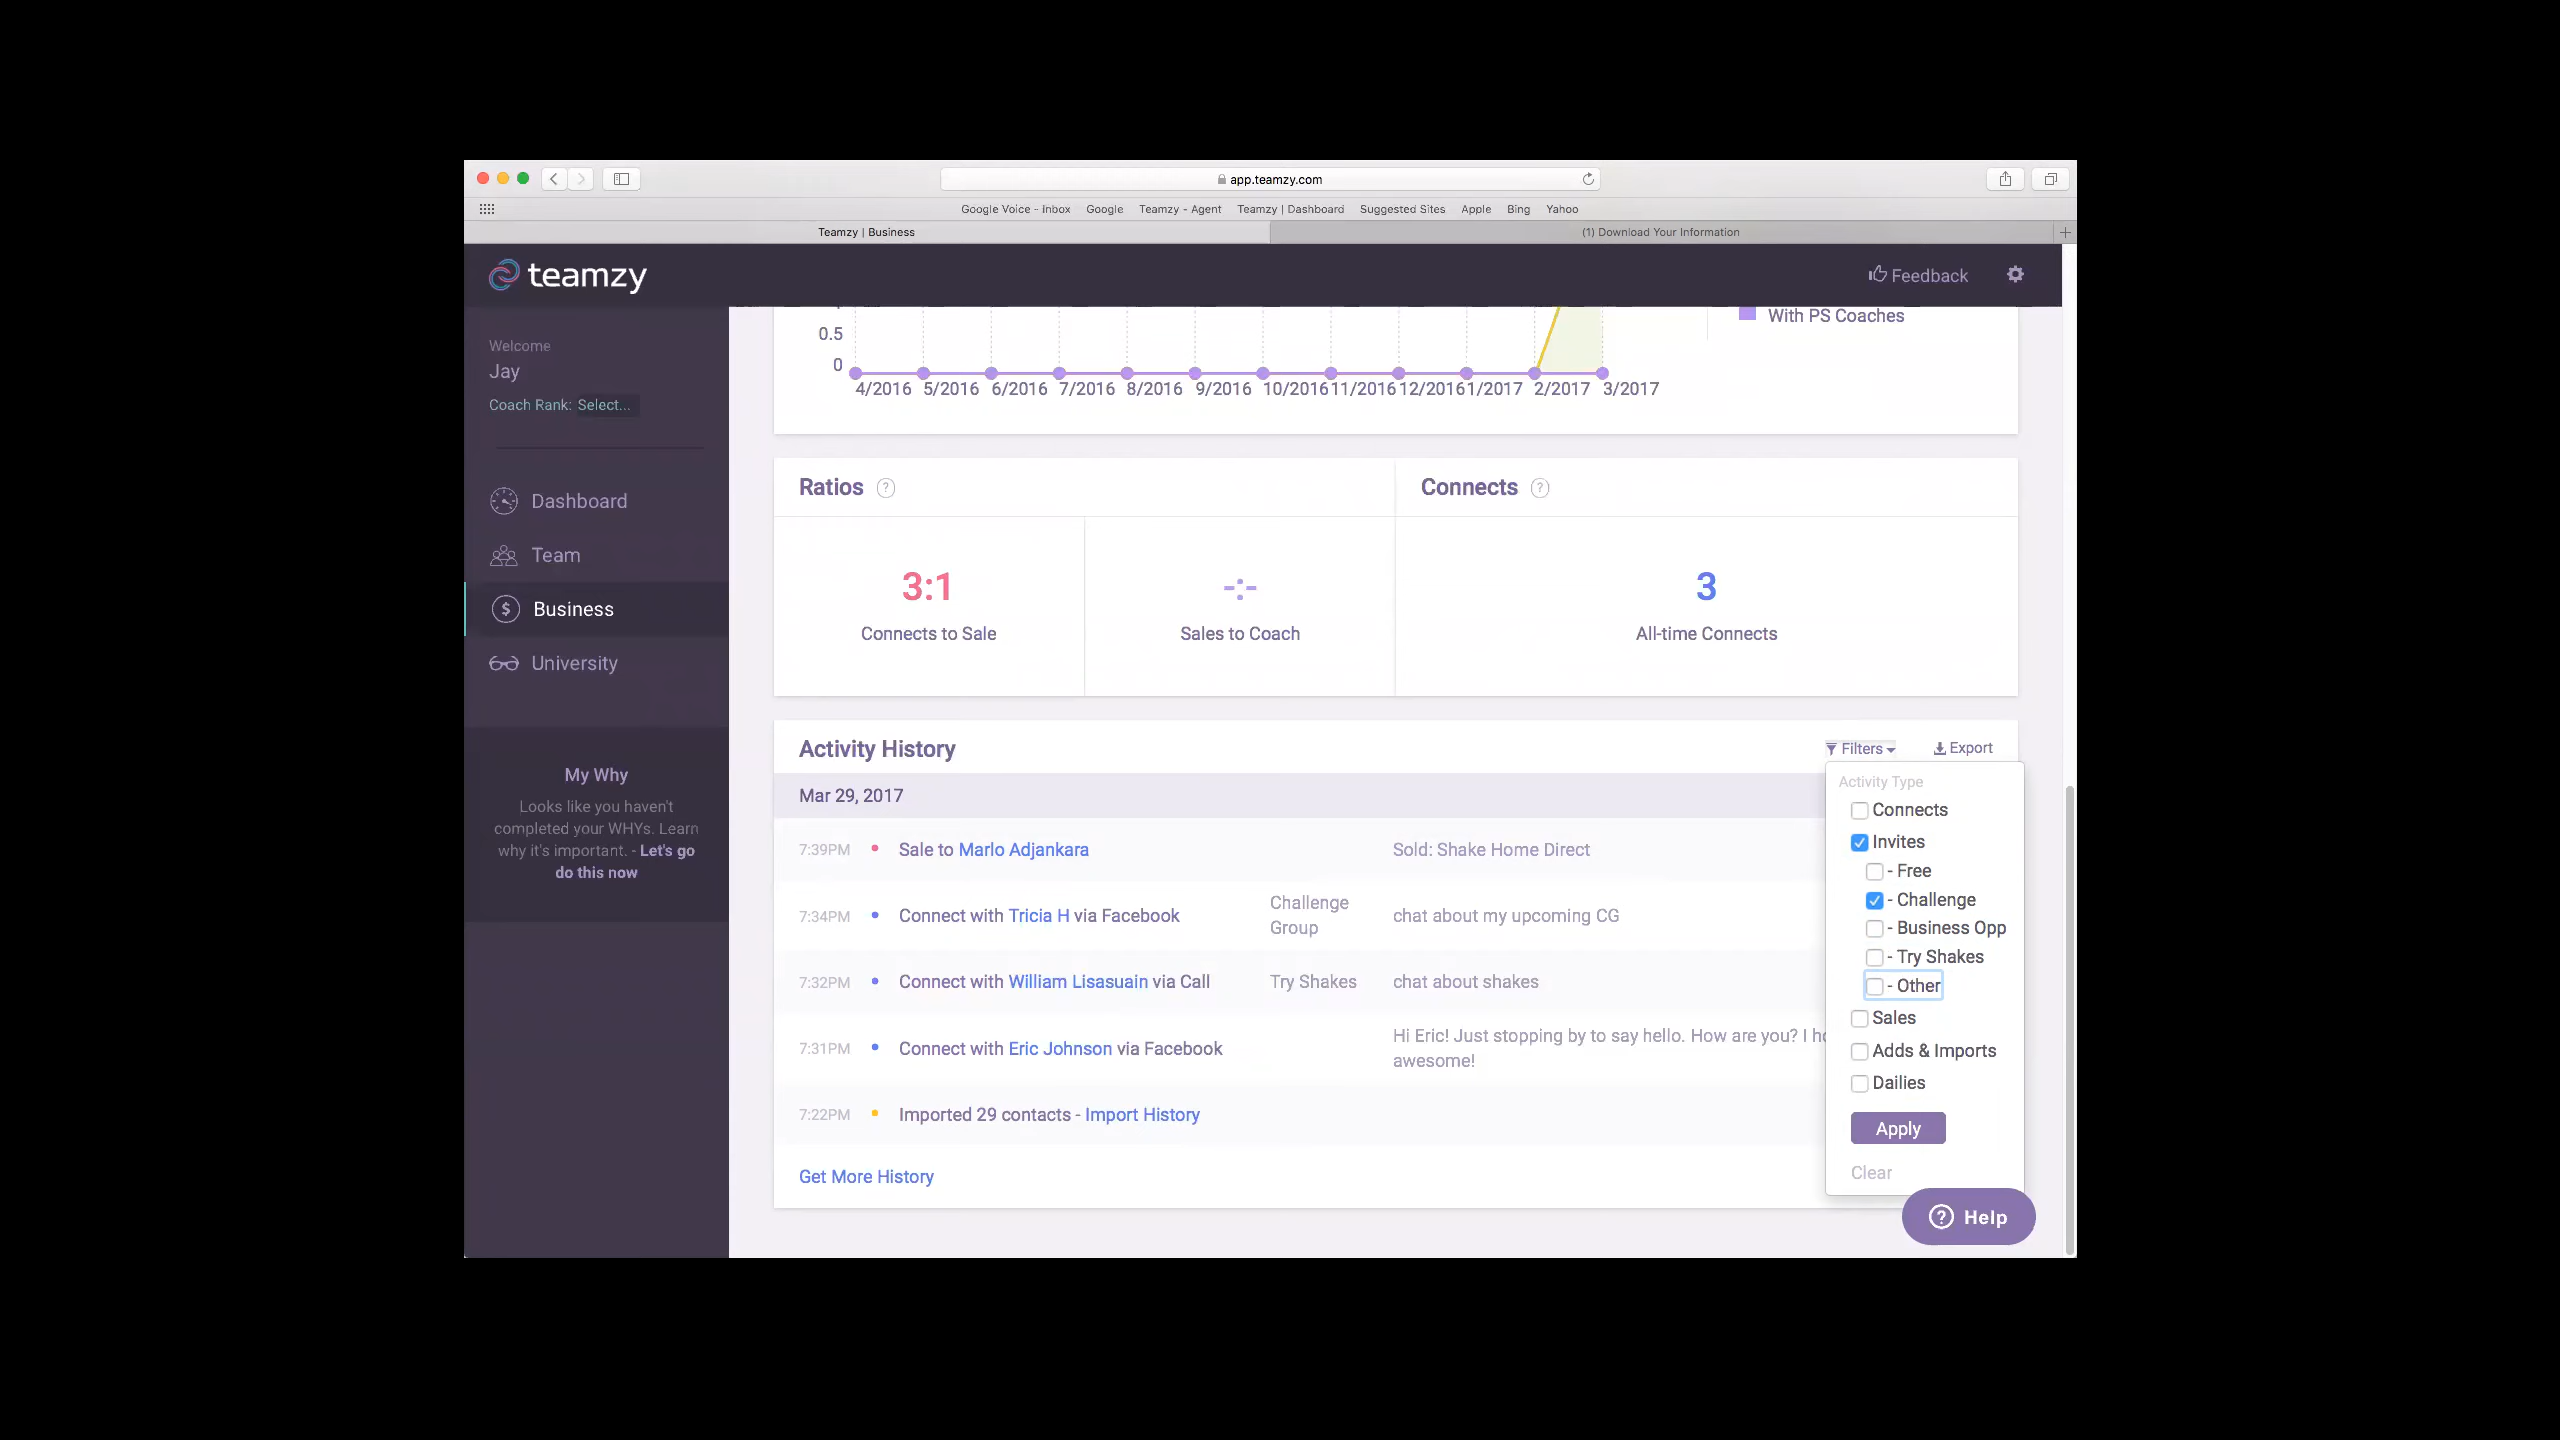 app.teamzy.com
Google Voice - Inbox Google Teamzy - Agent Teamzy | Dashboard Suggested Sites Apple Bing Yahoo
Teamzy | Business
(1) Download Your Information
teamzy
Feedback
Welcome
Jay
Coach Rank: Select...
Dashboard
Team
Business
University
My Why
Looks like you haven't
completed your WHYs. Learn
why it's important. - Let's go
do this now
0.5
0
4/2016 5/2016 6/2016 7/2016 8/2016 9/2016 10/2016 11/2016 12/2016 1/2017 2/2017 3/2017
With PS Coaches
Ratios ?
Connects ?
3:1
Connects to Sale
-:-
Sales to Coach
3
All-time Connects
Activity History
Filters
Export
Mar 29, 2017
7:39PM Sale to Marlo Adjankara Sold: Shake Home Direct
7:34PM Connect with Tricia H via Facebook Challenge
Group chat about my upcoming CG
7:32PM Connect with William Lisasuain via Call Try Shakes chat about shakes
7:31PM Connect with Eric Johnson via Facebook Hi Eric! Just stopping by to say hello. How are you? I
awesome!
7:22PM Imported 29 contacts - Import History
Get More History
Activity Type
Connects
Invites
- Free
- Challenge
- Business Opp
- Try Shakes
- Other
Sales
Adds & Imports
Dailies
Apply
Clear
? Help